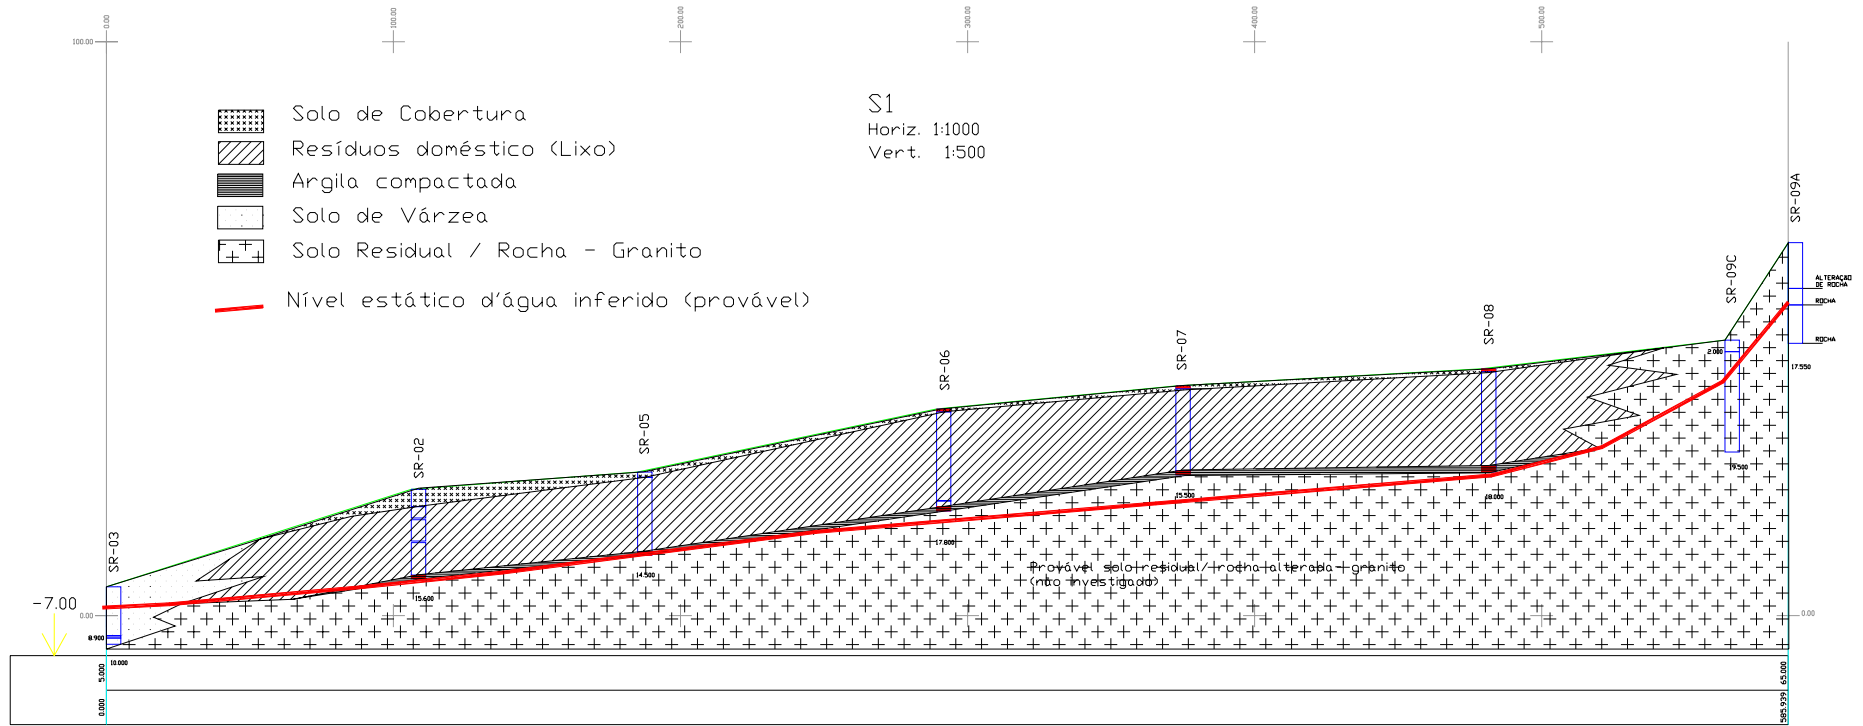 0.00
100.00
200.00
300.00
400.00
500.00
100.00
Solo de Cobertura
Resíduos doméstico (Lixo)
Argila compactada
Solo de Várzea
Solo Residual / Rocha - Granito
Nível estático d'água inferido (provável)
S1
Horiz. 1:1000
Vert. 1:500
SR-09A
SR-09C
SR-08
SR-07
SR-06
SR-05
SR-02
SR-03
ALTERAÇÃO
DE ROCHA
ROCHA
ROCHA
2.000
17.550
19.500
18.000
15.500
17.800
14.500
15.600
Provável solo residual/ rocha alterada- granito
(não investigado)
-7.00
0.00
0.00
8.900
10.000
5.000
0.000
65.000
585.939